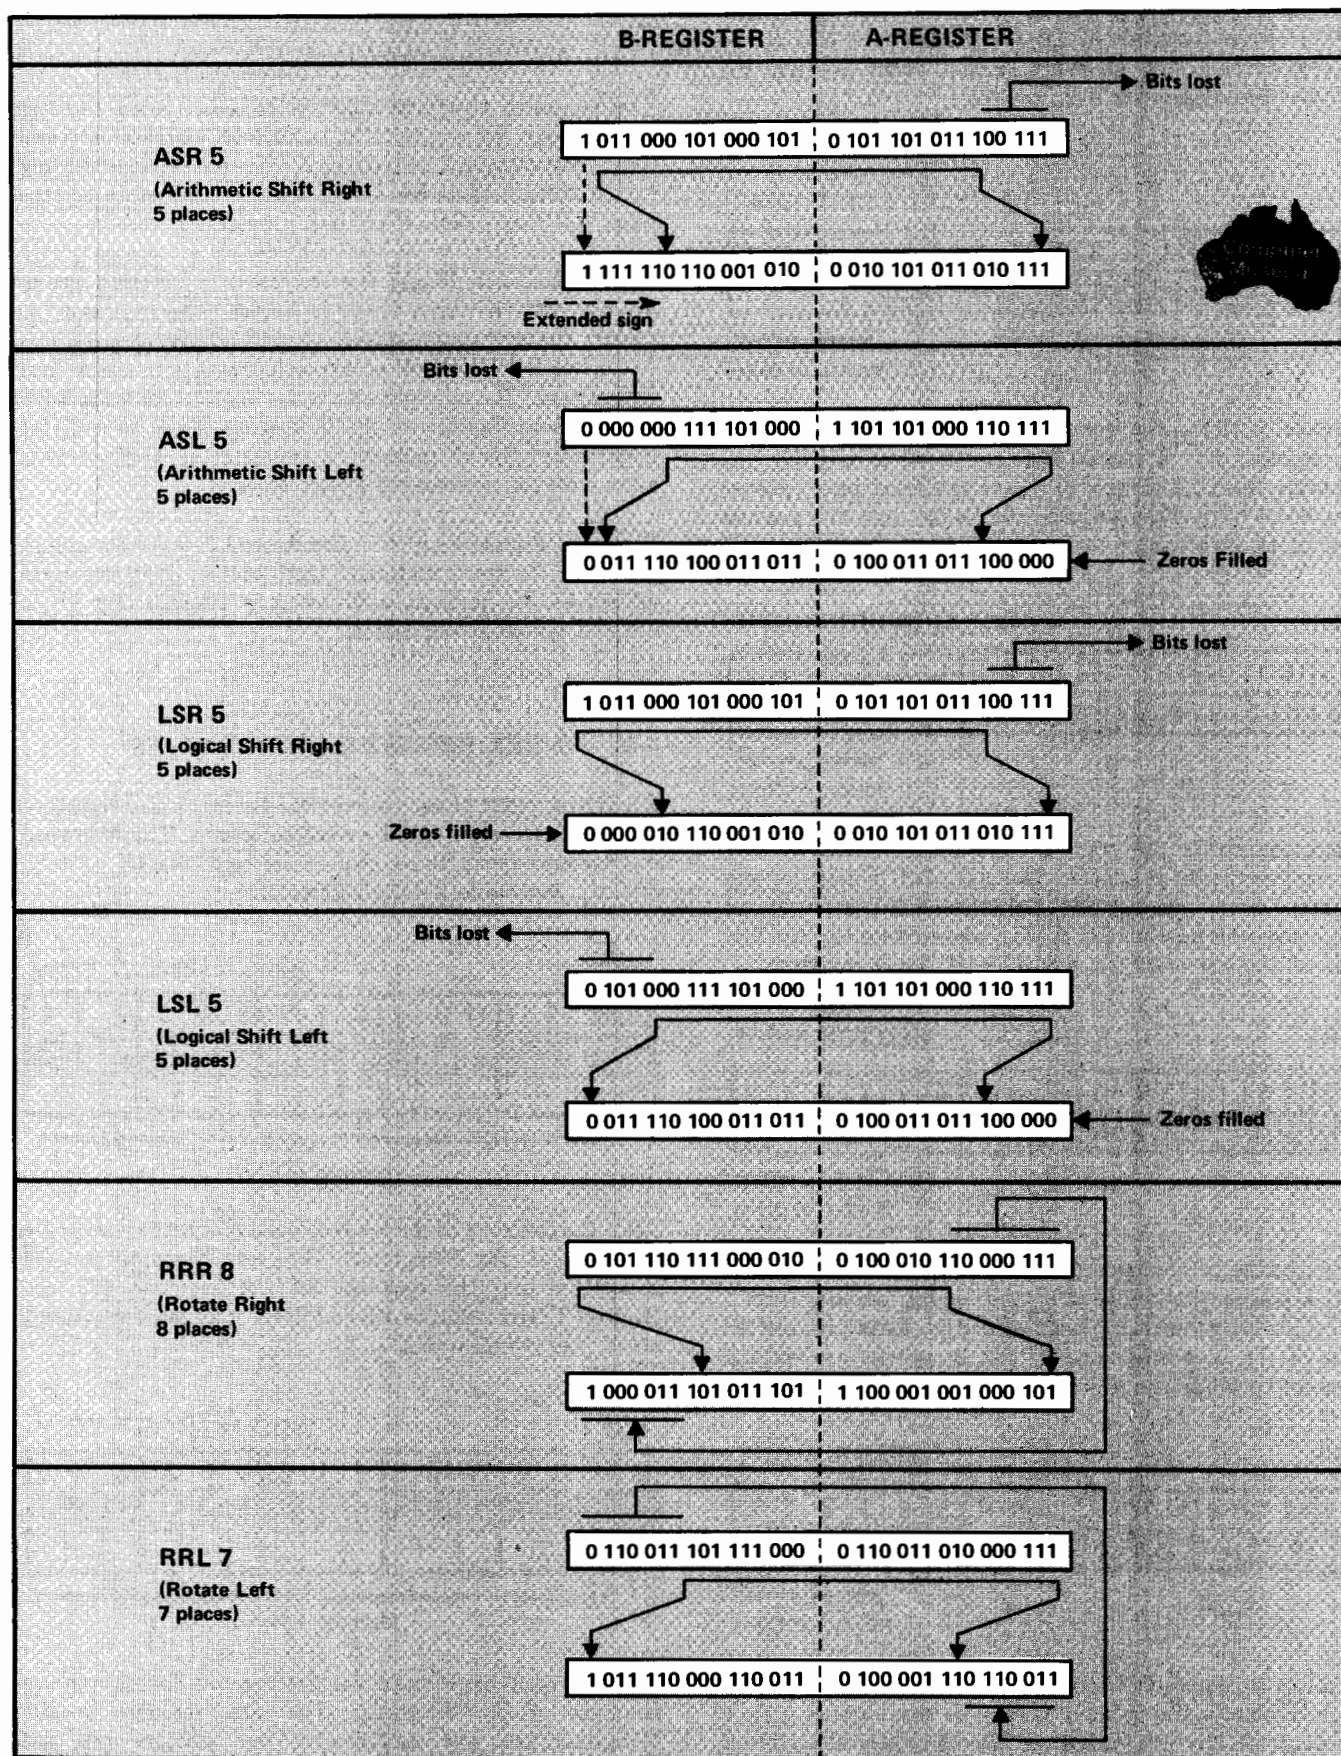 B-REGISTER A-REGISTER
Bits lost
1 011 000 101 000 101 0 101 101 011 100 111
ASR 5
(Arithmetic Shift Right
5 places)
1 111 110 110 001 010 0 010 101 011 010 111
Extended sign
Bits lost
0 000 000 111 101 000 1 101 101 000 110 111
ASL 5
(Arithmetic Shift Left
5 places)
0 011 110 100 011 011 0 100 011 011 100 000 Zeros Filled
Bits lost
1 011 000 101 000 101 0 101 101 011 100 111
LSR 5
(Logical Shift Right
5 places)
Zeros filled 0 000 010 110 001 010 0 010 101 011 010 111
Bits lost
0 101 000 111 101 000 1 101 101 000 110 111
LSL 5
(Logical Shift Left
5 places)
0 011 110 100 011 011 0 100 011 011 100 000 Zeros filled
0 101 110 111 000 010 0 100 010 110 000 111
RRR 8
(Rotate Right
8 places)
1 000 011 101 011 101 1 100 001 001 000 101
0 110 011 101 111 000 0 110 011 010 000 111
RRL 7
(Rotate Left
7 places)
1 011 110 000 110 011 0 100 001 110 110 011